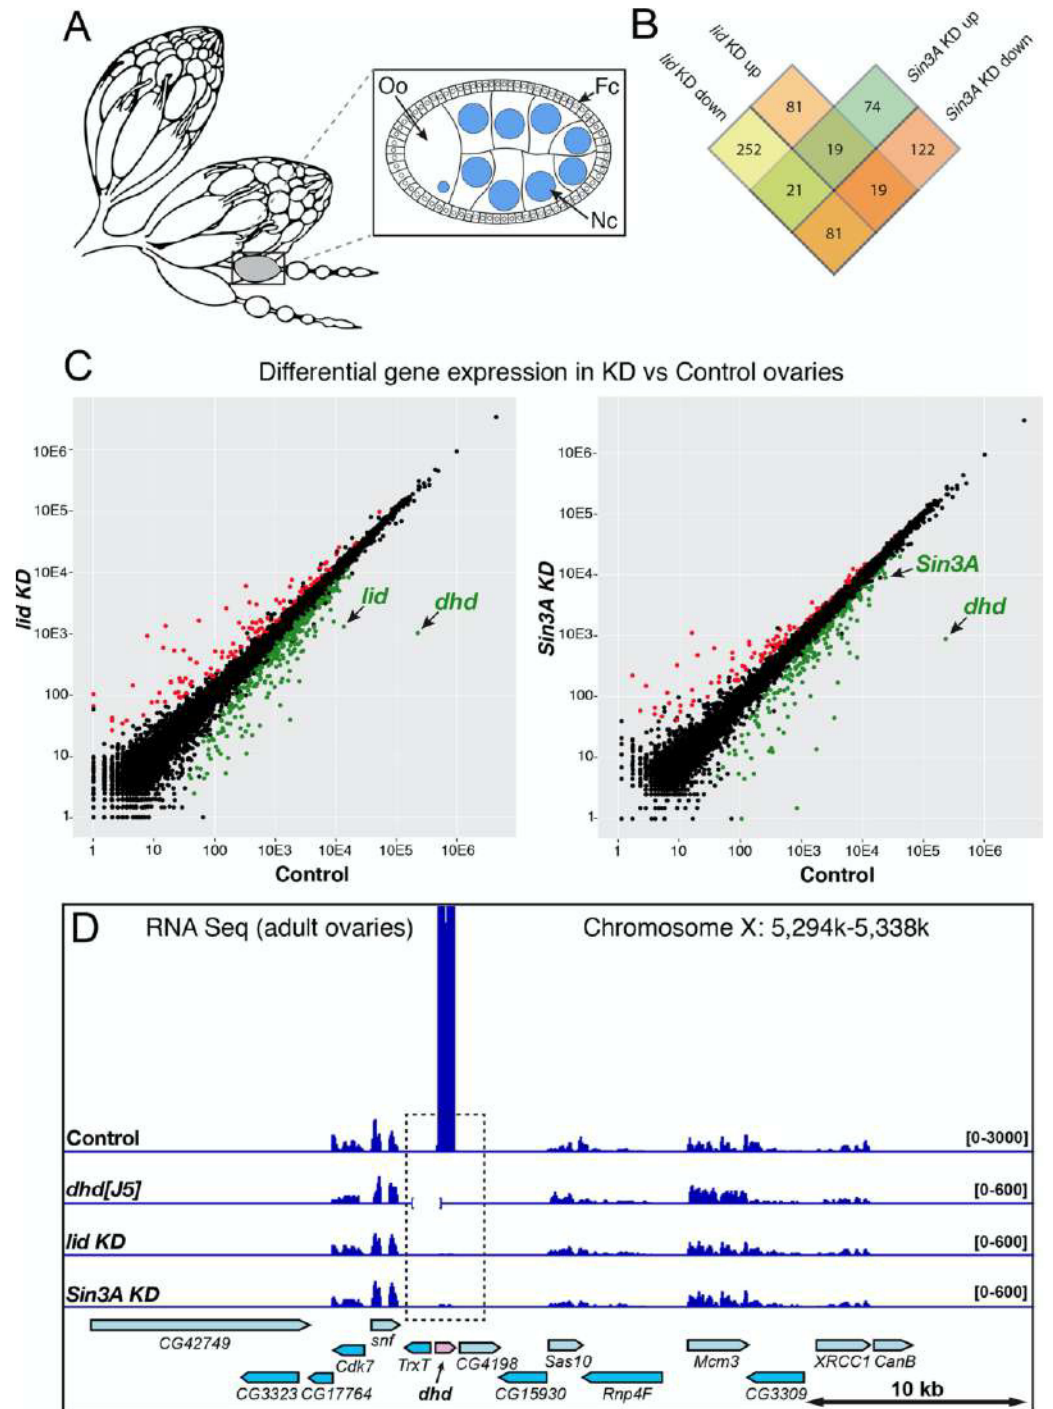 A
Oo
Fc
Nc
B
lid KD down
lid KD up
Sin3A KD up
Sin3A KD down
81
74
252
19
122
21
19
81
C
Differential gene expression in KD vs Control ovaries
lid KD
10E6
10E5
10E4
10E3
100
10
1
lid
dhd
1
10
100
10E3
10E4
10E5
10E6
Control
Sin3A KD
10E6
10E5
10E4
10E3
100
10
1
Sin3A
dhd
1
10
100
10E3
10E4
10E5
10E6
Control
D
RNA Seq (adult ovaries)
Chromosome X: 5,294k-5,338k
Control
[0-3000]
dhd[J5]
[0-600]
lid KD
[0-600]
Sin3A KD
[0-600]
CG42749
snf
Cdk7
TrxT
CG4198
Sas10
Mcm3
XRCC1
CanB
CG3323
CG17764
dhd
CG15930
Rnp4F
CG3309
10 kb